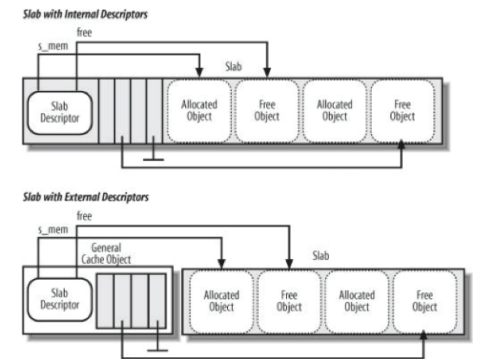 Slab with Internal Descriptors
free
s_mem
Slab
Slab
Descriptor
Allocated
Object
Free
Object
Allocated
Object
Free
Object
Slab with External Descriptors
free
s_mem
General
Cache Object
Slab
Slab
Descriptor
Allocated
Object
Free
Object
Allocated
Object
Free
Object